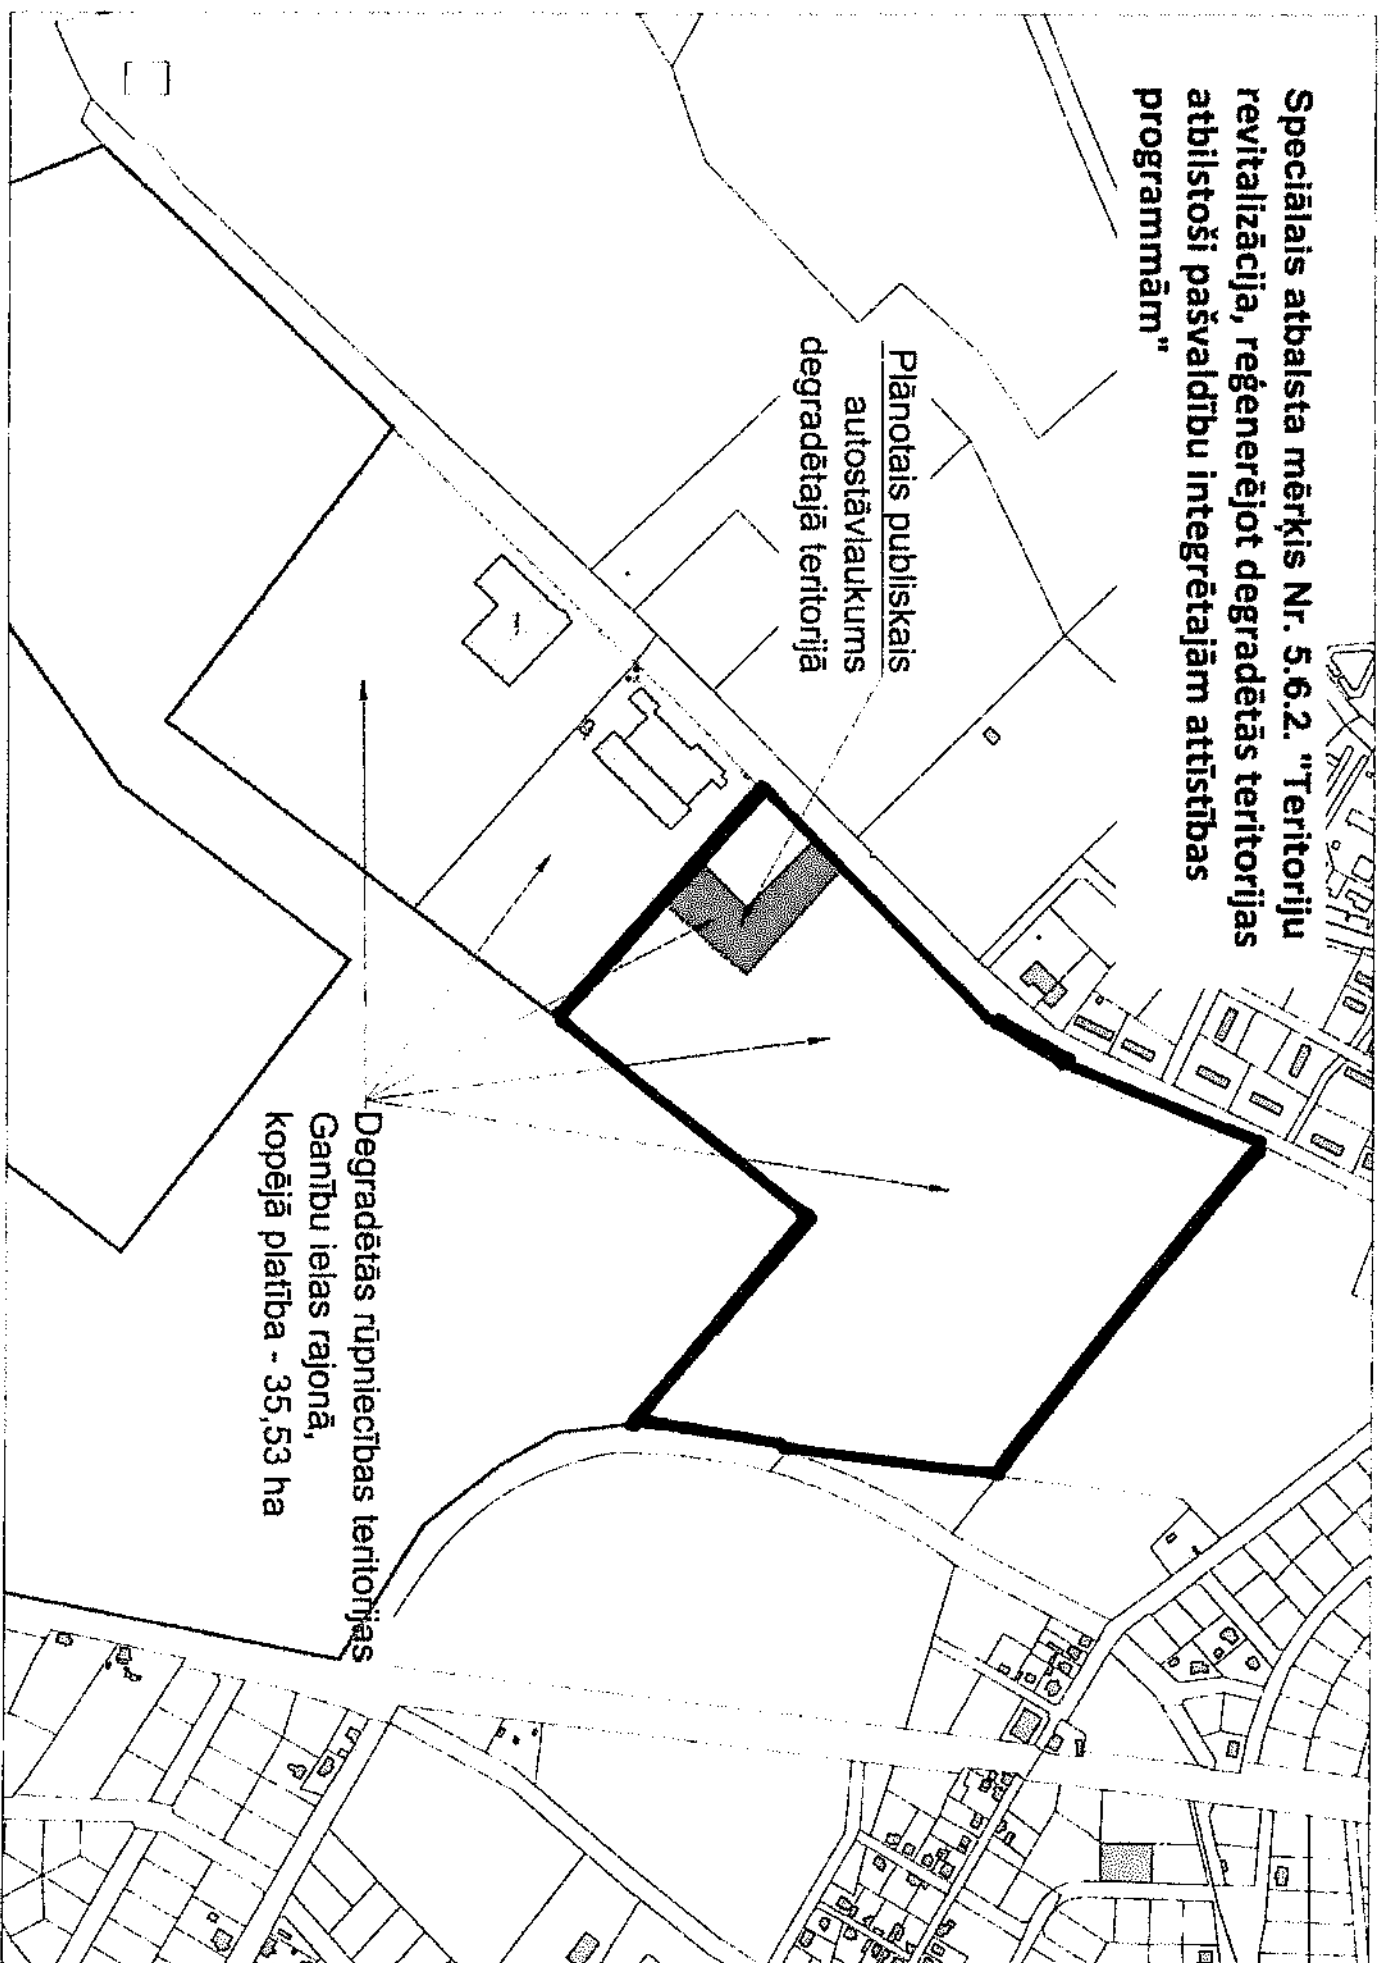 Speciālais atbalsta mērķis Nr. 5.6.2. "Teritoriju
revitalizācija, reģenerējot degradētās teritorijas
atbilstoši pašvaldību integrētajām attīstības
programmām"
Plānotais publiskais
autostāvlaukums
degradētajā teritorijā
Degradētās rūpniecības teritorijas
Ganību ielas rajonā,
kopējā platība - 35,53 ha